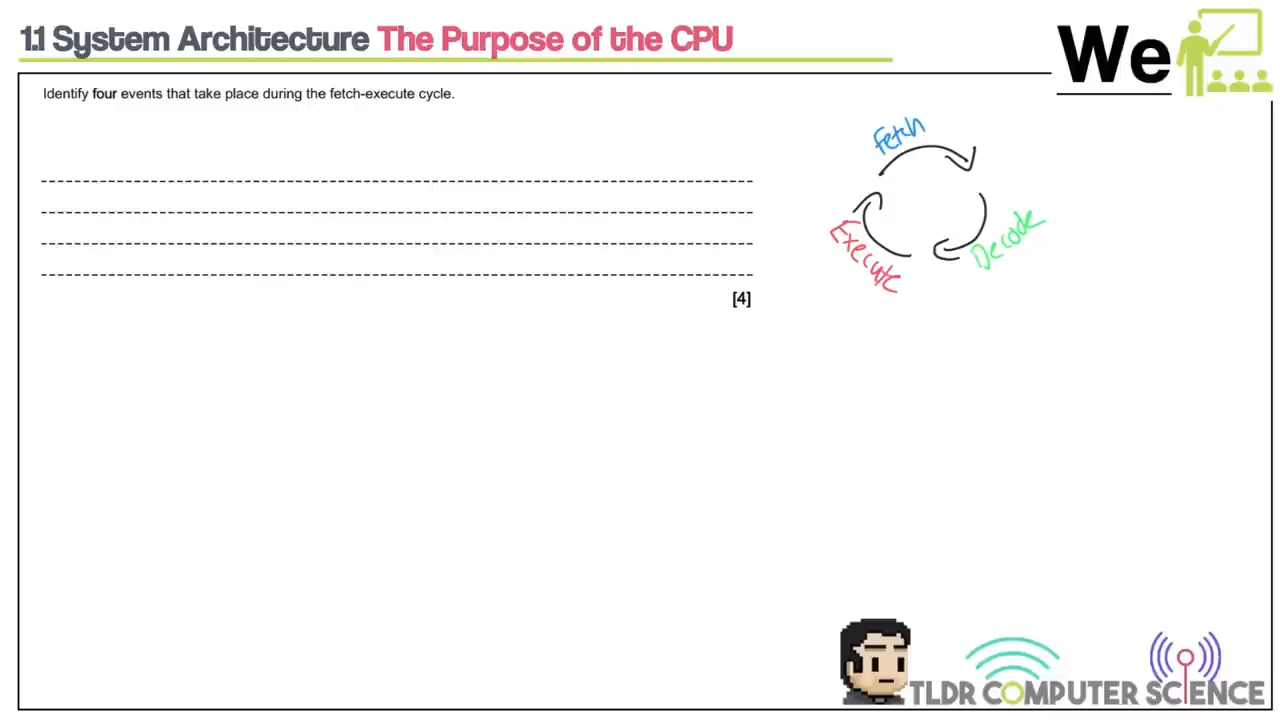 1.1 System Architecture The Purpose of the CPU
We
Identify four events that take place during the fetch-execute cycle.
[4]
Fetch
Decode
Execute
TLDR COMPUTER SCIENCE